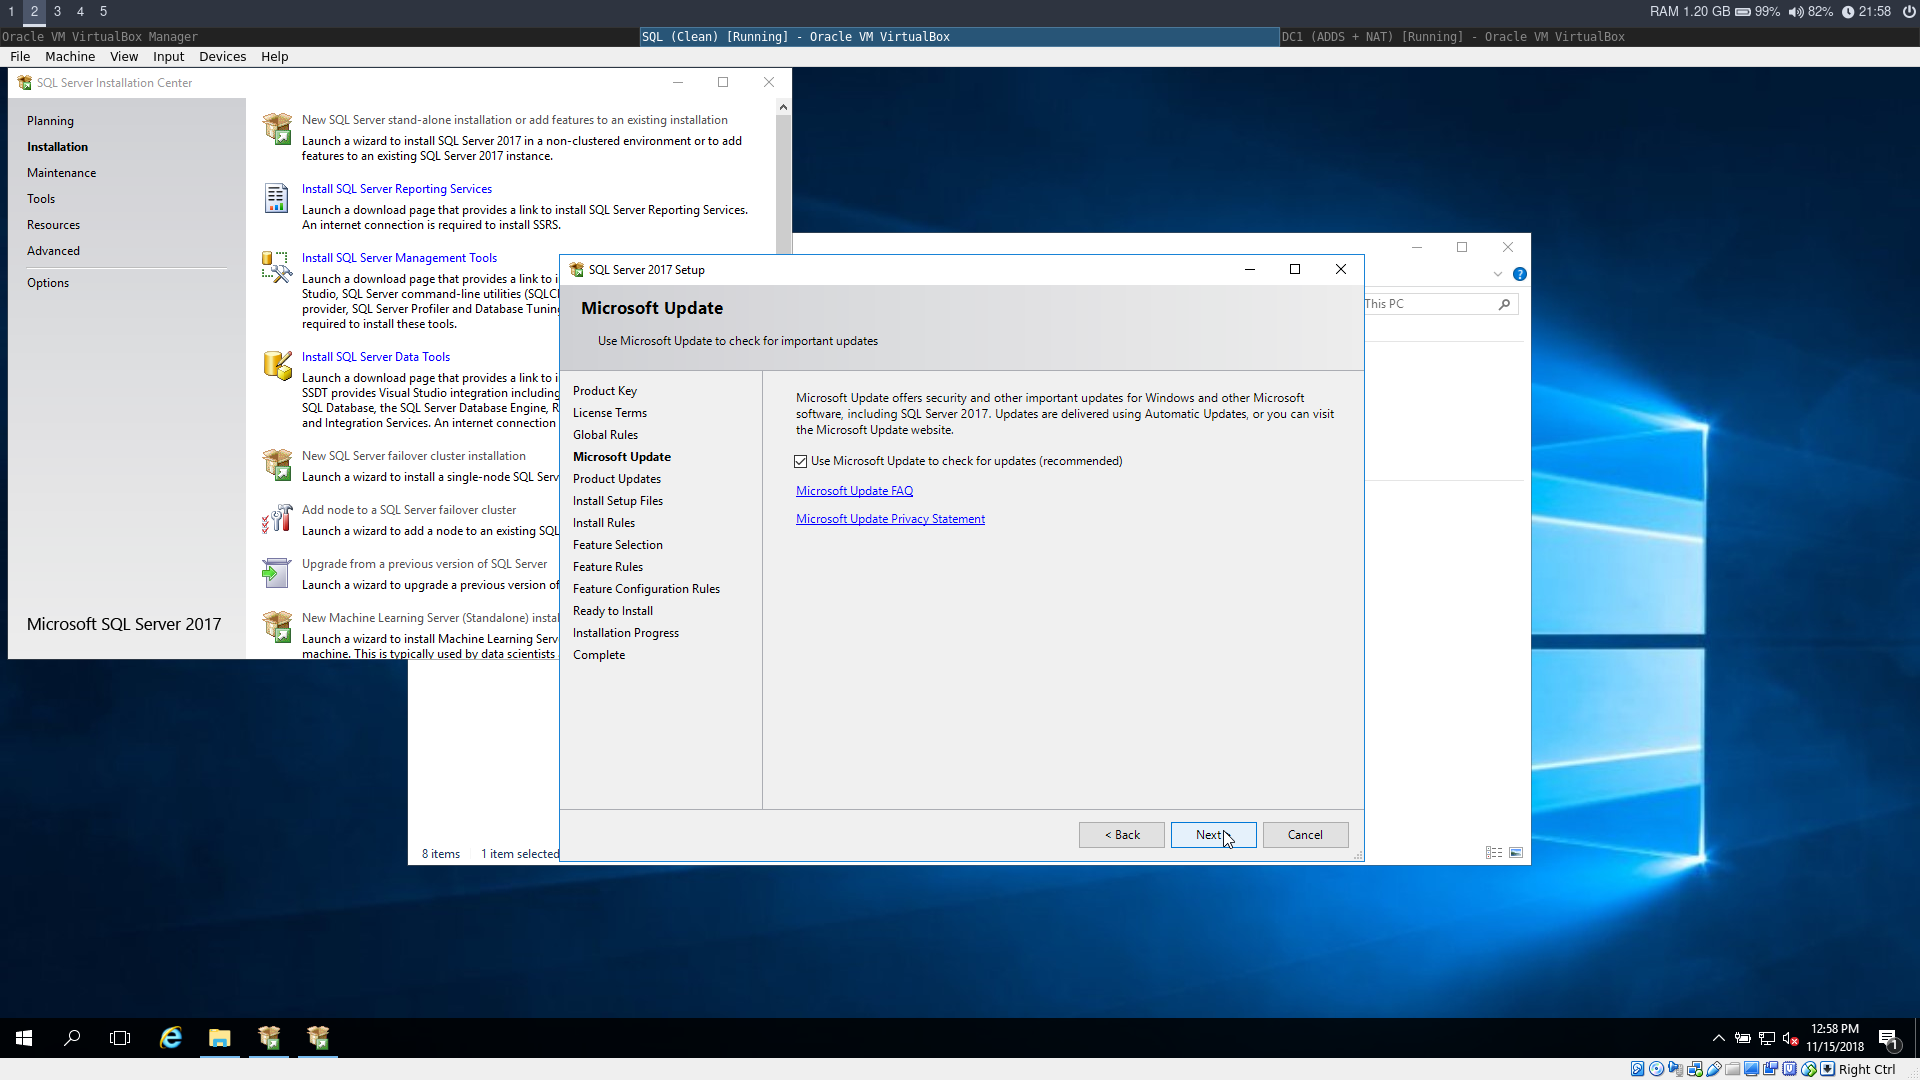 1 2 3 4 5
RAM 1.20 GB 99% 82% 21:58
Oracle VM VirtualBox Manager
SQL (Clean) [Running] - Oracle VM VirtualBox
DC1 (ADDS + NAT) [Running] - Oracle VM VirtualBox
File Machine View Input Devices Help
SQL Server Installation Center
Planning
Installation
Maintenance
Tools
Resources
Advanced
Options
Microsoft SQL Server 2017
New SQL Server stand-alone installation or add features to an existing installation
Launch a wizard to install SQL Server 2017 in a non-clustered environment or to add
features to an existing SQL Server 2017 instance.
Install SQL Server Reporting Services
Launch a download page that provides a link to install SQL Server Reporting Services.
An internet connection is required to install SSRS.
Install SQL Server Management Tools
Launch a download page that provides a link to i
Studio, SQL Server command-line utilities (SQLC
provider, SQL Server Profiler and Database Tunin
required to install these tools.
Install SQL Server Data Tools
Launch a download page that provides a link to i
SSDT provides Visual Studio integration including
SQL Database, the SQL Server Database Engine, R
and Integration Services. An internet connection
New SQL Server failover cluster installation
Launch a wizard to install a single-node SQL Serv
Add node to a SQL Server failover cluster
Launch a wizard to add a node to an existing SQL
Upgrade from a previous version of SQL Server
Launch a wizard to upgrade a previous version of
New Machine Learning Server (Standalone) instal
Launch a wizard to install Machine Learning Serv
machine. This is typically used by data scientists
This PC
8 items 1 item selected
SQL Server 2017 Setup
Microsoft Update
Use Microsoft Update to check for important updates
Product Key
License Terms
Global Rules
Microsoft Update
Product Updates
Install Setup Files
Install Rules
Feature Selection
Feature Rules
Feature Configuration Rules
Ready to Install
Installation Progress
Complete
Microsoft Update offers security and other important updates for Windows and other Microsoft
software, including SQL Server 2017. Updates are delivered using Automatic Updates, or you can visit
the Microsoft Update website.
Use Microsoft Update to check for updates (recommended)
Microsoft Update FAQ
Microsoft Update Privacy Statement
< Back
Next
Cancel
12:58 PM
11/15/2018
1
Right Ctrl